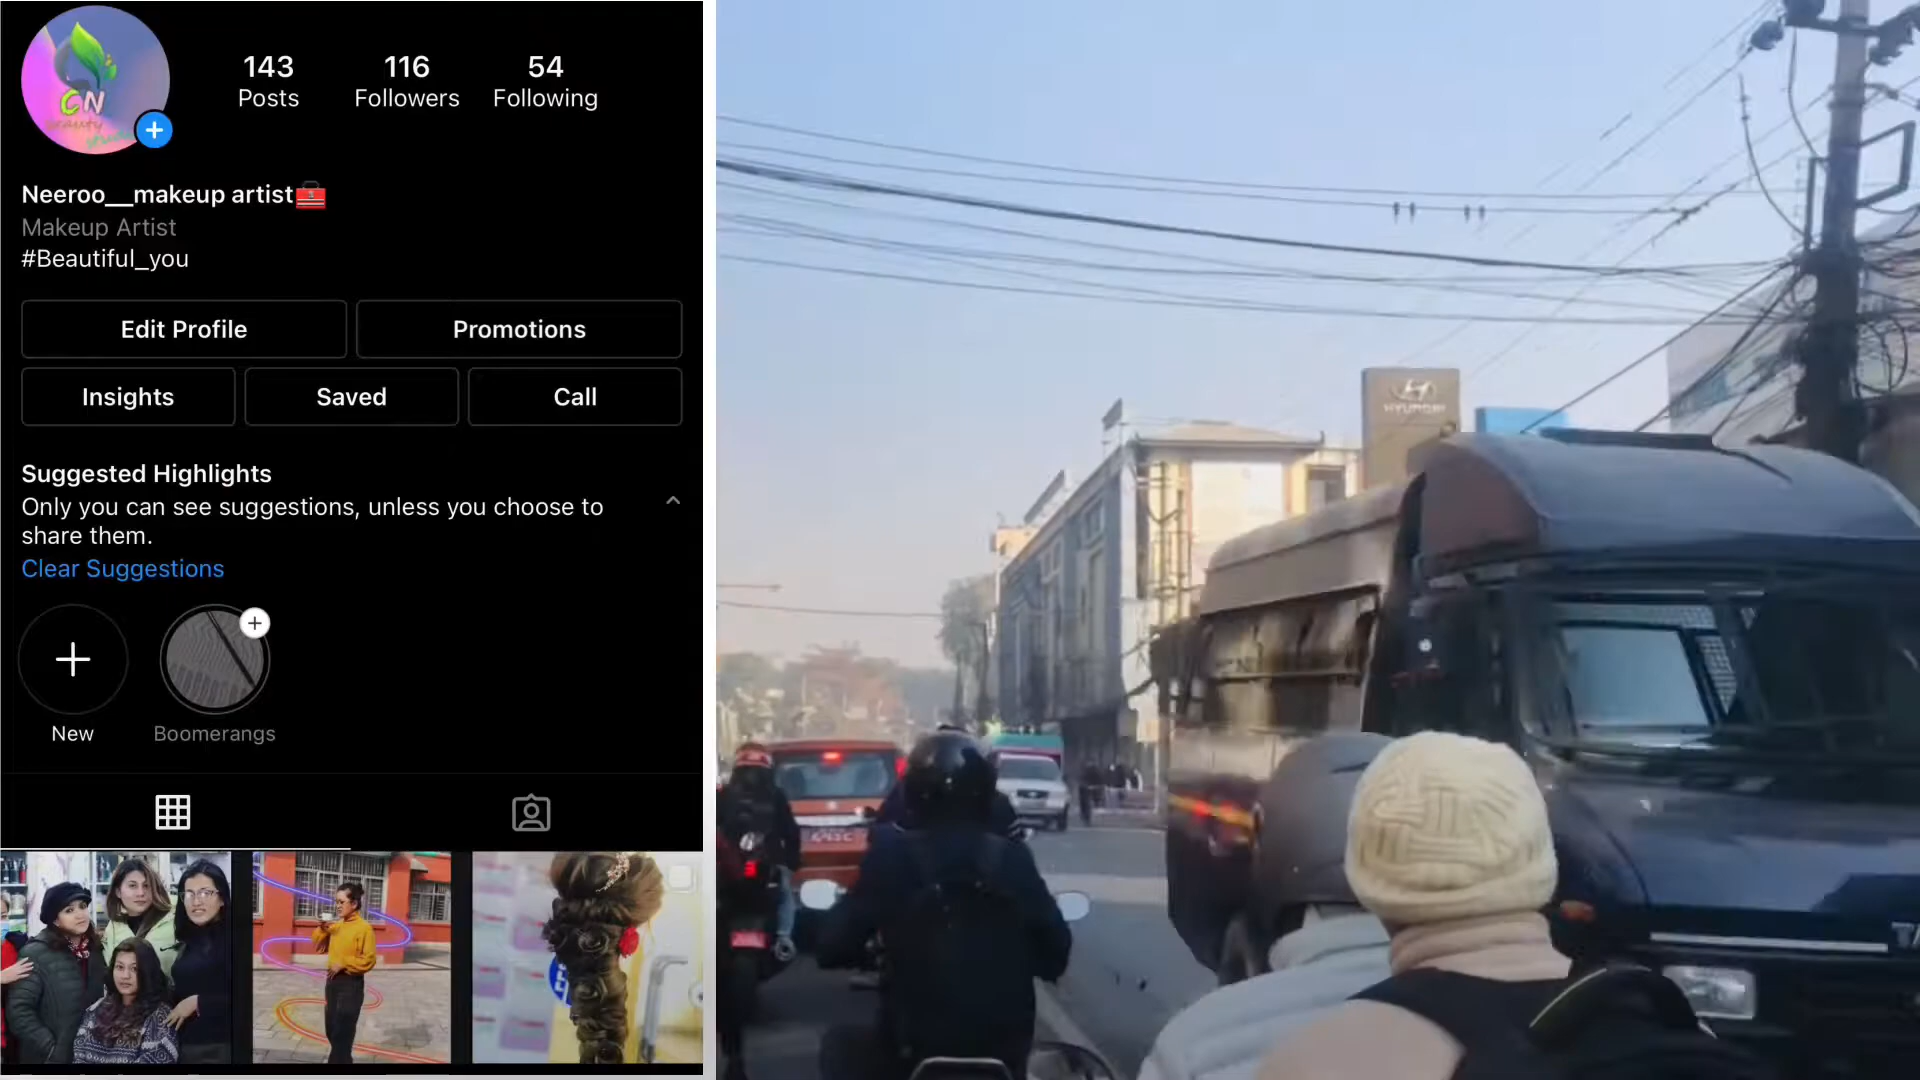 CN
beauty
143
Posts
116
Followers
54
Following
Neeroo__makeup artist
Makeup Artist
#Beautiful_you
Edit Profile
Promotions
Insights
Saved
Call
Suggested Highlights
Only you can see suggestions, unless you choose to
share them.
Clear Suggestions
New
Boomerangs
HYUNDAI